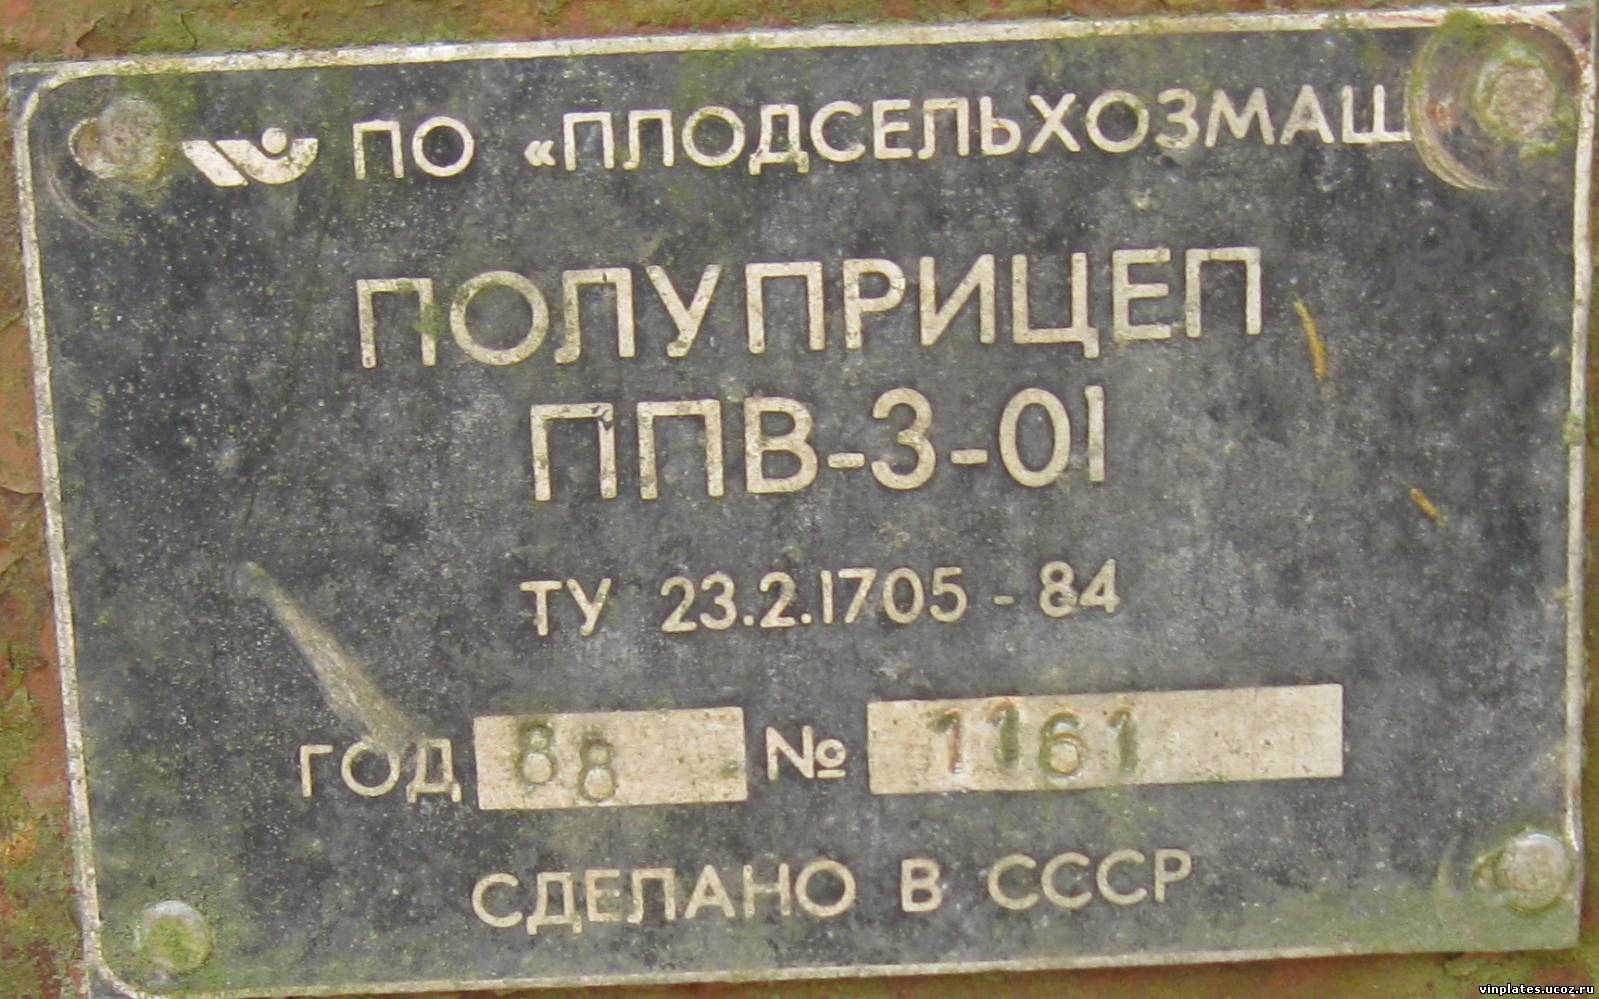 ПО «ПЛОДСЕЛЬХОЗМАШ
ПОЛУПРИЦЕП
ППВ-3-01
ТУ 23.2.1705 - 84
ГОД 88 № 1161
СДЕЛАНО В СССР
vinplates.ucoz.ru